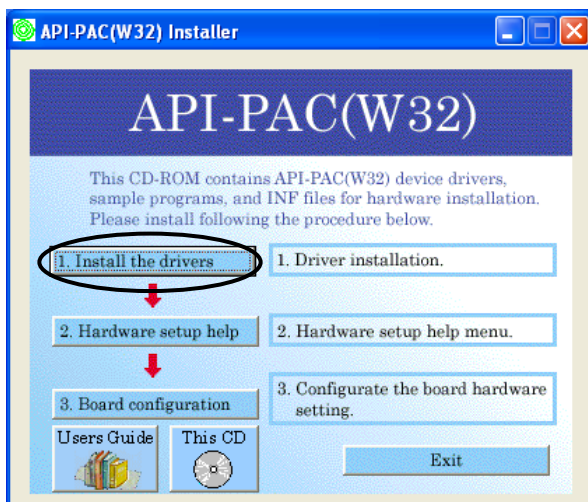 API-PAC(W32) Installer
API-PAC(W32)
This CD-ROM contains API-PAC(W32) device drivers,
sample programs, and INF files for hardware installation.
Please install following the procedure below.
1. Install the drivers
1. Driver installation.
2. Hardware setup help
2. Hardware setup help menu.
3. Board configuration
3. Configurate the board hardware
setting.
Users Guide
This CD
Exit